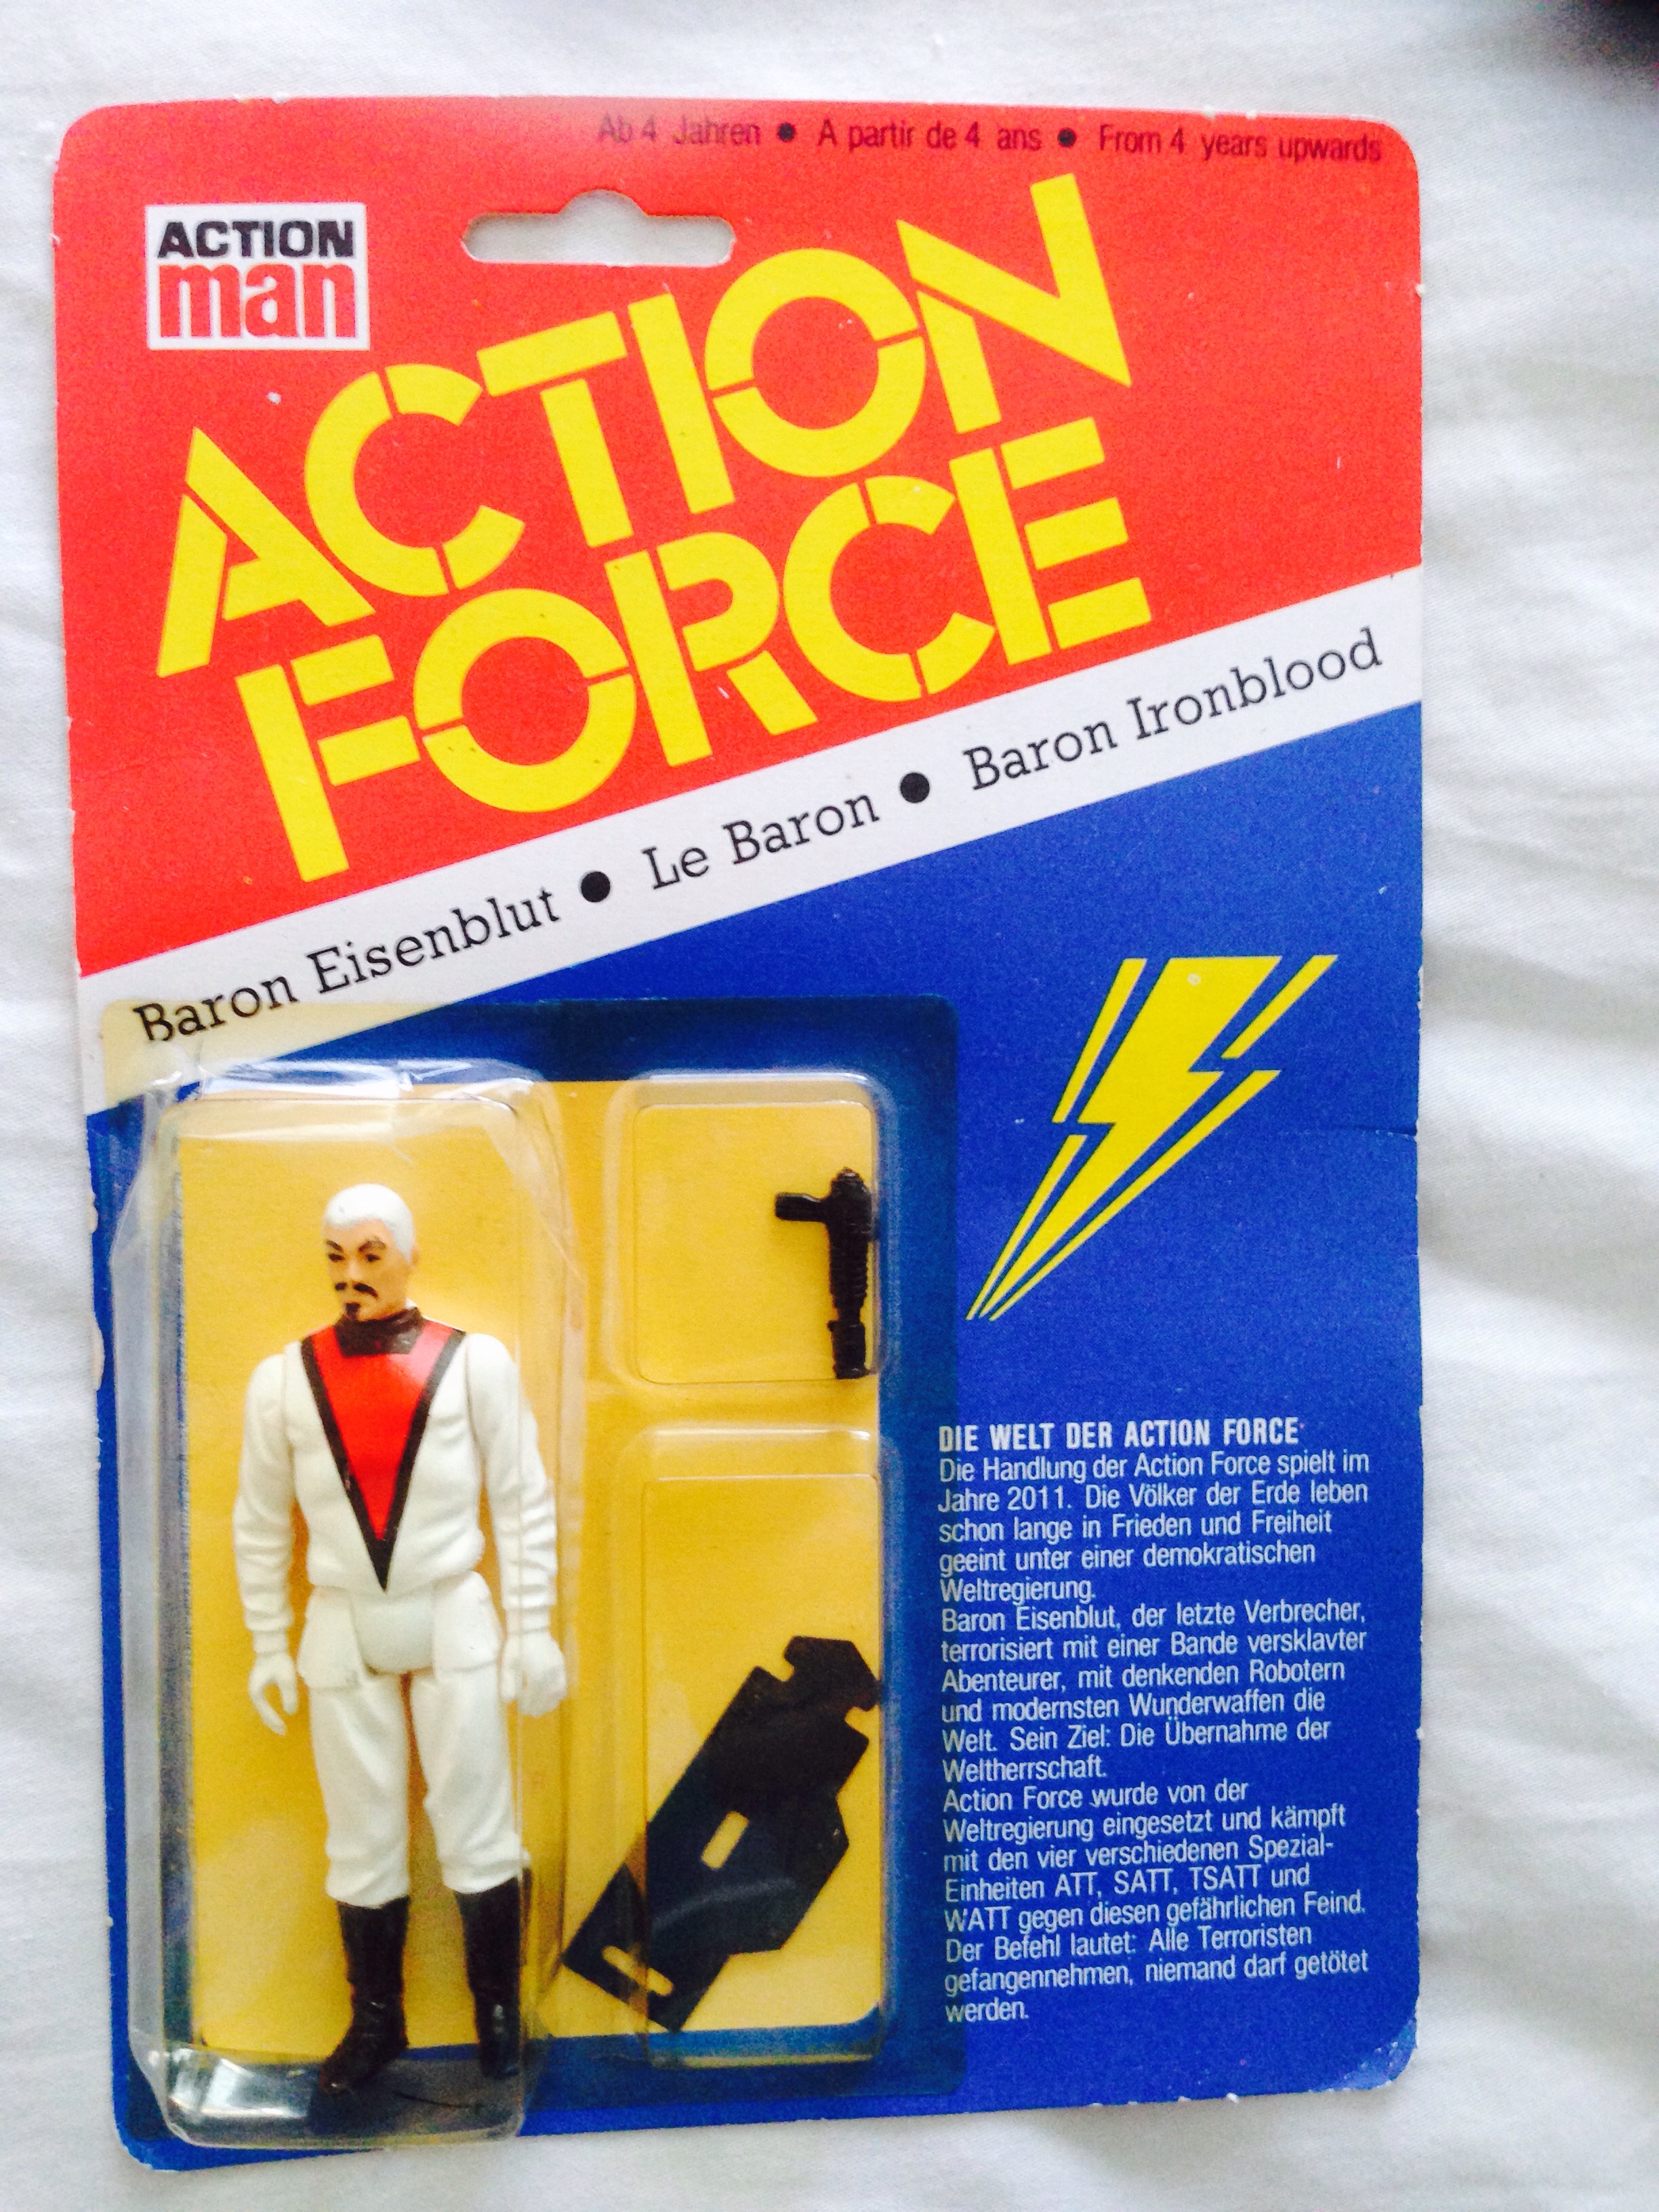 Ab 4 Jahren ● A partir de 4 ans ● From 4 years upwards
ACTION
man
ACTION
FORCE
Baron Eisenblut ● Le Baron ● Baron Ironblood
DIE WELT DER ACTION FORCE
Die Handlung der Action Force spielt im
Jahre 2011. Die Völker der Erde leben
schon lange in Frieden und Freiheit
geeint unter einer demokratischen
Weltregierung.
Baron Eisenblut, der letzte Verbrecher,
terrorisiert mit einer Bande versklavter
Abenteurer, mit denkenden Robotern
und modernsten Wunderwaffen die
Welt. Sein Ziel: Die Übernahme der
Weltherrschaft.
Action Force wurde von der
Weltregierung eingesetzt und kämpft
mit den vier verschiedenen Spezial-
Einheiten ATT, SATT, TSATT und
WATT gegen diesen gefährlichen Feind.
Der Befehl lautet: Alle Terroristen
gefangennehmen, niemand darf getötet
werden.